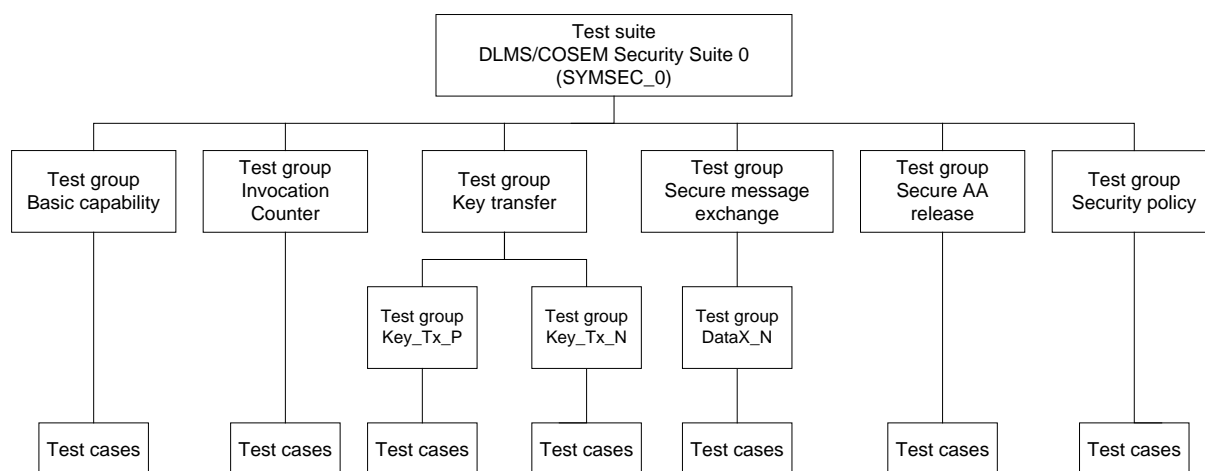 Test suite
DLMS/COSEM Security Suite 0
(SYMSEC_0)
Test group
Basic capability
Test group
Invocation
Counter
Test group
Key transfer
Test group
Secure message
exchange
Test group
Secure AA
release
Test group
Security policy
Test group
Key_Tx_P
Test group
Key_Tx_N
Test group
DataX_N
Test cases
Test cases
Test cases
Test cases
Test cases
Test cases
Test cases